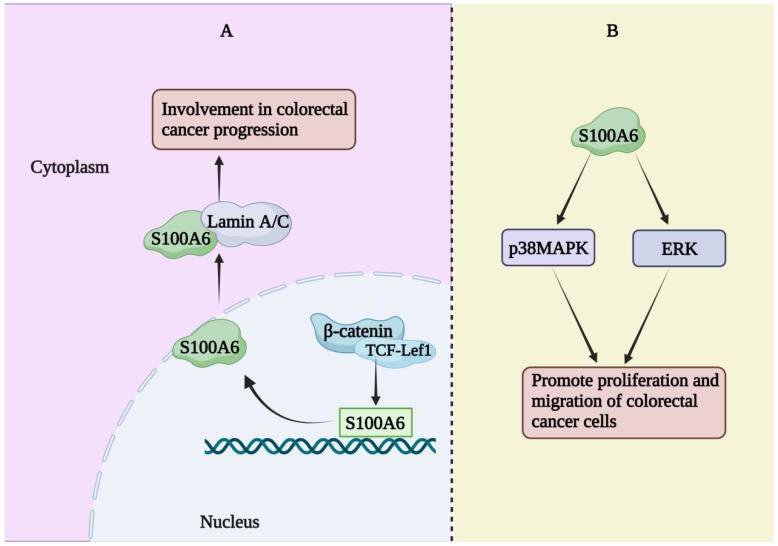 A
Involvement in colorectal
cancer progression
Cytoplasm
Lamin A/C
S100A6
S100A6
β-catenin
TCF-Lef1
S100A6
Nucleus
B
S100A6
p38MAPK
ERK
Promote proliferation and
migration of colorectal
cancer cells